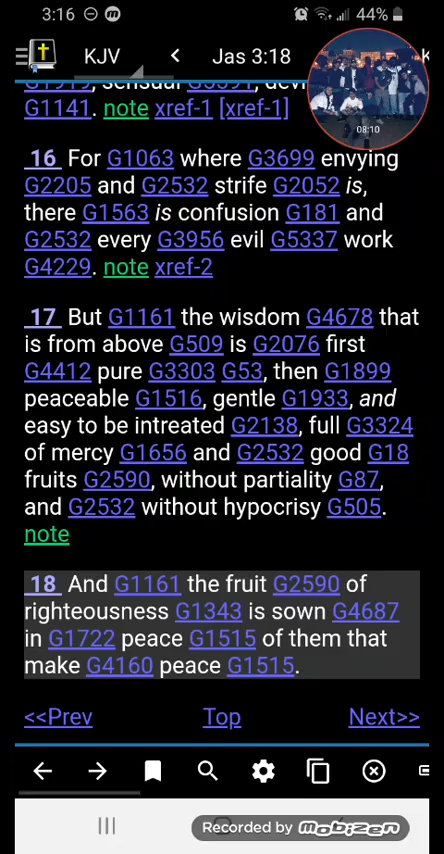 3:16 44%
KJV < Jas 3:18 K
G1919, sensual G5591, devi
G1141. note xref-1 [xref-1]
08:10
16 For G1063 where G3699 envying
G2205 and G2532 strife G2052 is,
there G1563 is confusion G181 and
G2532 every G3956 evil G5337 work
G4229. note xref-2
17 But G1161 the wisdom G4678 that
is from above G509 is G2076 first
G4412 pure G3303 G53, then G1899
peaceable G1516, gentle G1933, and
easy to be intreated G2138, full G3324
of mercy G1656 and G2532 good G18
fruits G2590, without partiality G87,
and G2532 without hypocrisy G505.
note
18 And G1161 the fruit G2590 of
righteousness G1343 is sown G4687
in G1722 peace G1515 of them that
make G4160 peace G1515.
<<Prev Top Next>>
Recorded by Mobizen